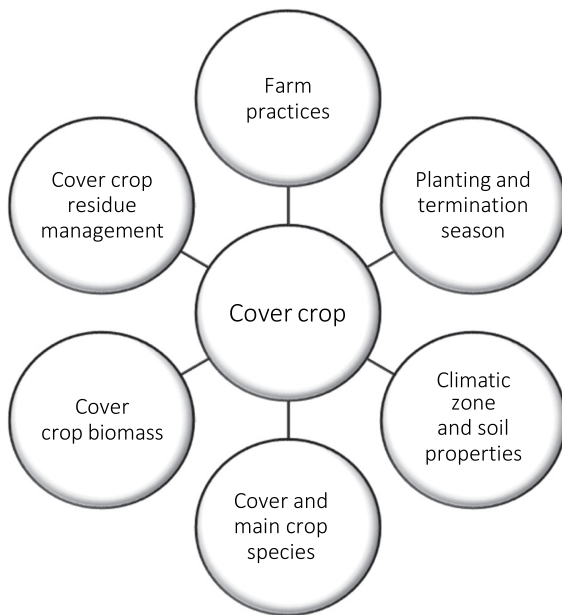 Farm
practices
Cover crop
residue
management
Planting and
termination
season
Cover crop
Cover
crop biomass
Climatic
zone
and soil
properties
Cover and
main crop
species